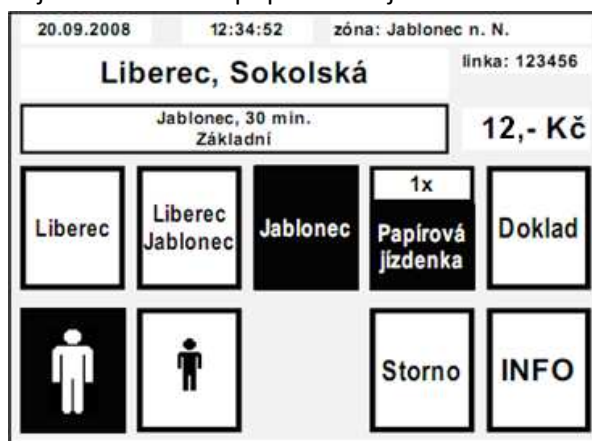 20.09.2008 12:34:52 zóna: Jablonec n. N.
Liberec, Sokolská linka: 123456
Jablonec, 30 min.
Základní
12,- Kč
Liberec
Liberec
Jablonec
Jablonec
1x
Papírová
jízdenka
Doklad
Storno
INFO